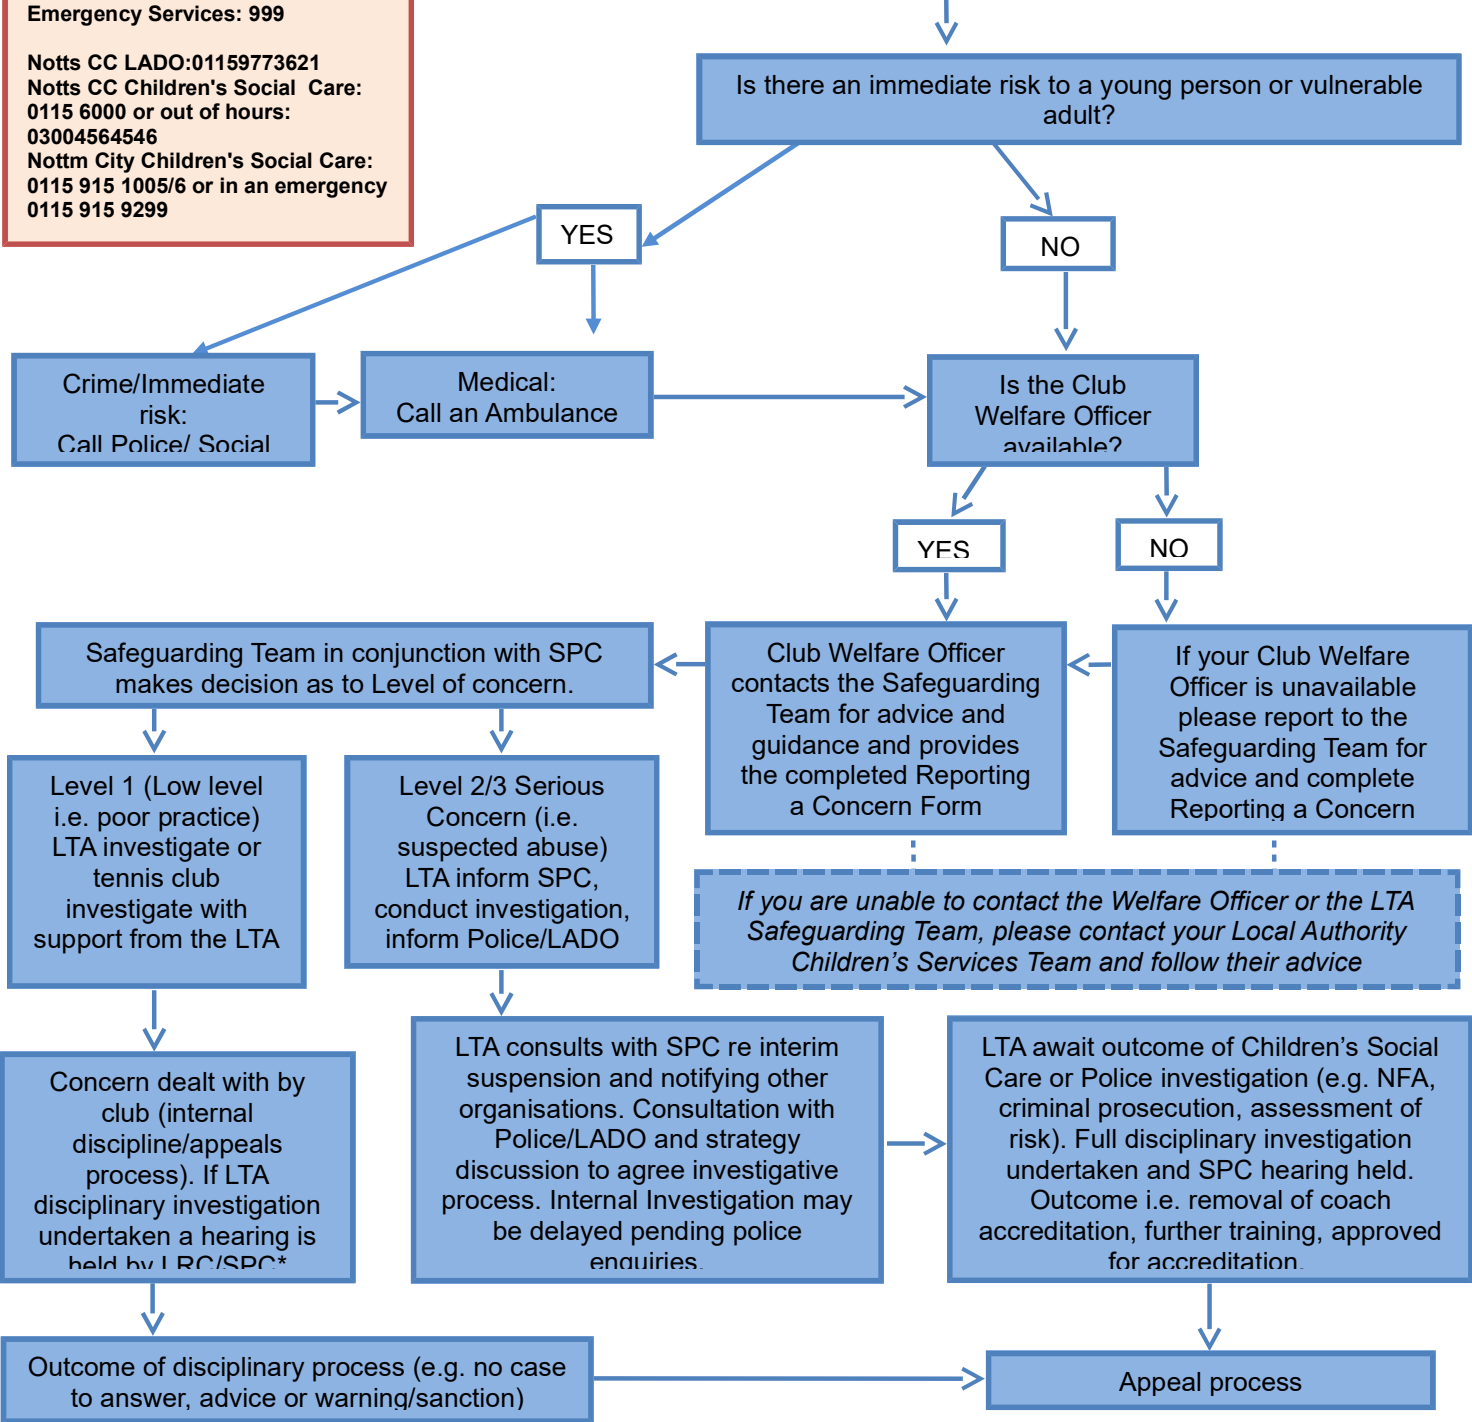 Emergency Services: 999
Notts CC LADO:01159773621
Notts CC Children's Social Care:
0115 6000 or out of hours:
03004564546
Nottm City Children's Social Care:
0115 915 1005/6 or in an emergency
0115 915 9299
Is there an immediate risk to a young person or vulnerable
adult?
YES
NO
Crime/Immediate
risk:
Call Police/ Social
Medical:
Call an Ambulance
Is the Club
Welfare Officer
available?
YES
NO
Safeguarding Team in conjunction with SPC
makes decision as to Level of concern.
Club Welfare Officer
contacts the Safeguarding
Team for advice and
guidance and provides
the completed Reporting
a Concern Form
If your Club Welfare
Officer is unavailable
please report to the
Safeguarding Team for
advice and complete
Reporting a Concern
Level 1 (Low level
i.e. poor practice)
LTA investigate or
tennis club
investigate with
support from the LTA
Level 2/3 Serious
Concern (i.e.
suspected abuse)
LTA inform SPC,
conduct investigation,
inform Police/LADO
If you are unable to contact the Welfare Officer or the LTA
Safeguarding Team, please contact your Local Authority
Children’s Services Team and follow their advice
Concern dealt with by
club (internal
discipline/appeals
process). If LTA
disciplinary investigation
undertaken a hearing is
held by LRC/SPC*
LTA consults with SPC re interim
suspension and notifying other
organisations. Consultation with
Police/LADO and strategy
discussion to agree investigative
process. Internal Investigation may
be delayed pending police
enquiries.
LTA await outcome of Children’s Social
Care or Police investigation (e.g. NFA,
criminal prosecution, assessment of
risk). Full disciplinary investigation
undertaken and SPC hearing held.
Outcome i.e. removal of coach
accreditation, further training, approved
for accreditation.
Outcome of disciplinary process (e.g. no case
to answer, advice or warning/sanction)
Appeal process